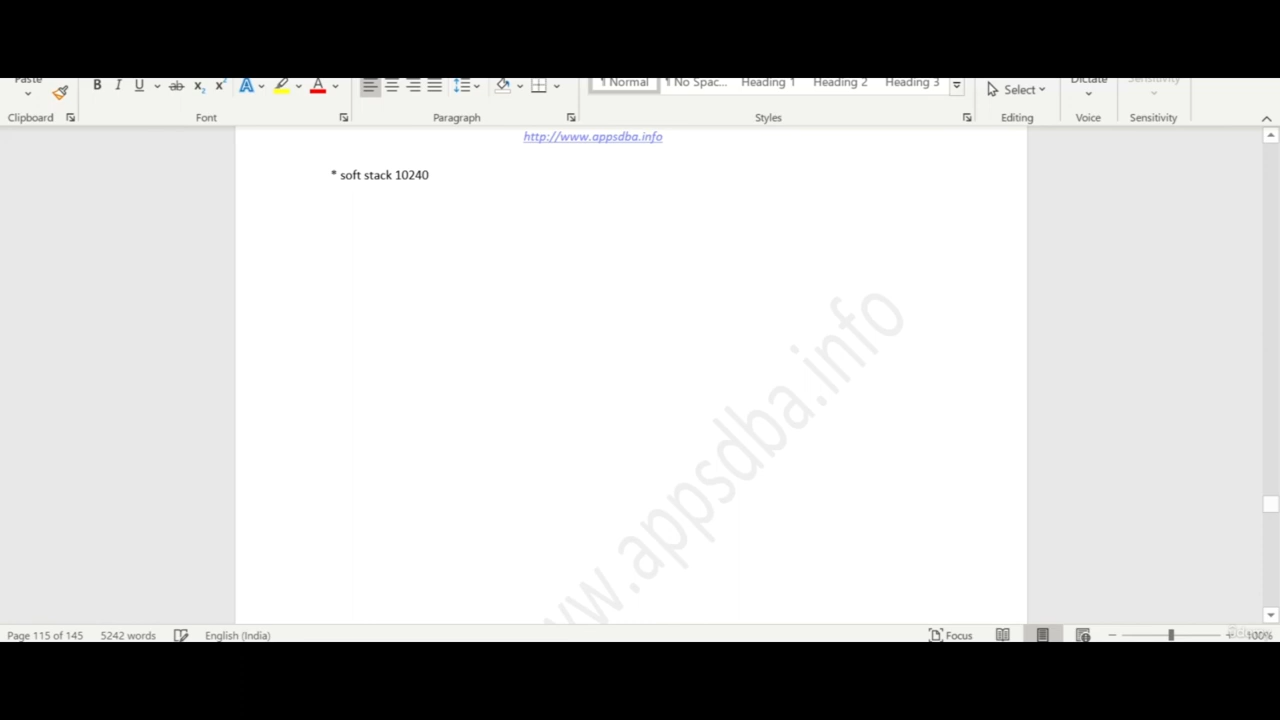 Paste
B I U ab x₂ x² A A
Normal
No Spac...
Heading 1
Heading 2
Heading 3
Select
Dictate
Sensitivity
Clipboard
Font
Paragraph
Styles
Editing
Voice
Sensitivity
http://www.appsdba.info
* soft stack 10240
ww.appsdba.info
Page 115 of 145
5242 words
English (India)
Focus
100%